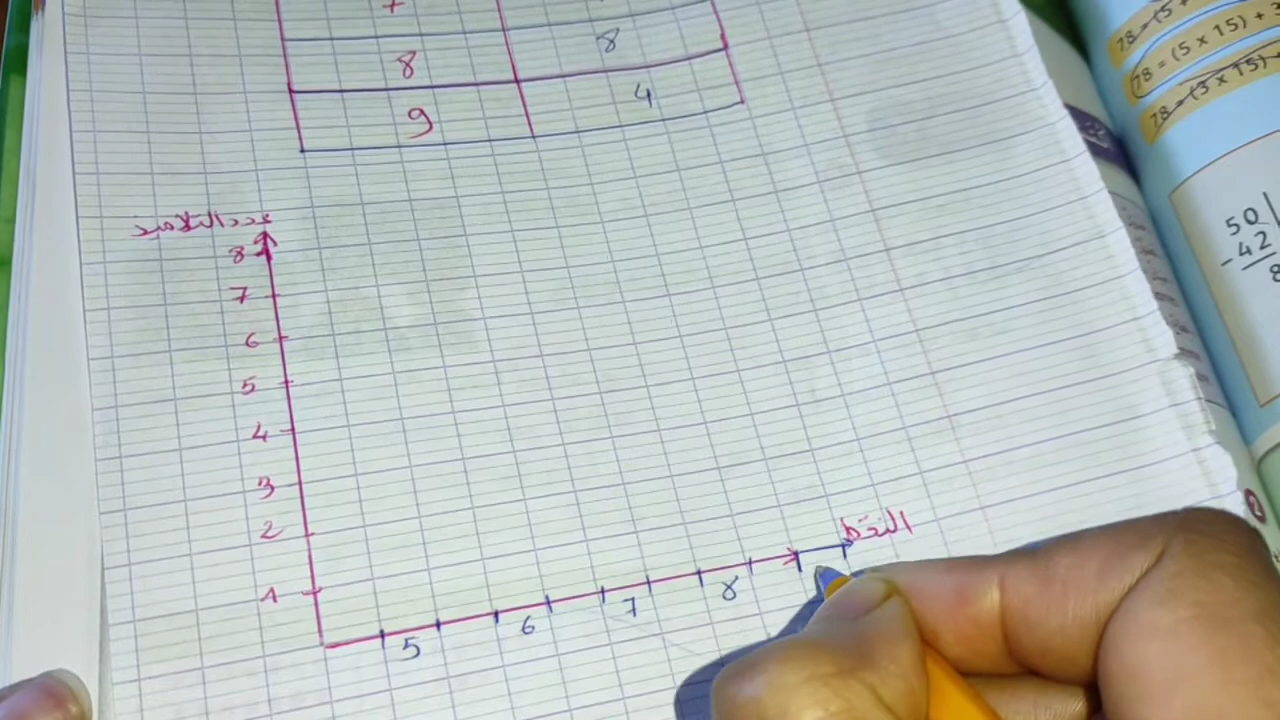 8 8
9 4
عدد التلاميذ
8
7
6
5
4
3
2
1
النقط
5 6 7 8
78 = (5 x 15) + 3
78 = (3 x 15)
50
- 42
8
2